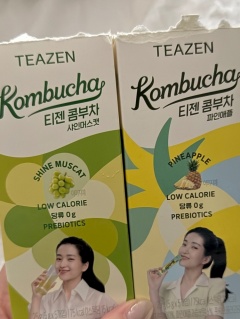 TEAZEN
Kombucha
티젠 콤부차
샤인머스캣
SHINE MUSCAT
LOW CALORIE
당류 0g
PREBIOTICS
TEAZEN
Kombucha
티젠 콤부차
파인애플
PINEAPPLE
LOW CALORIE
당류 0g
PREBIOTICS